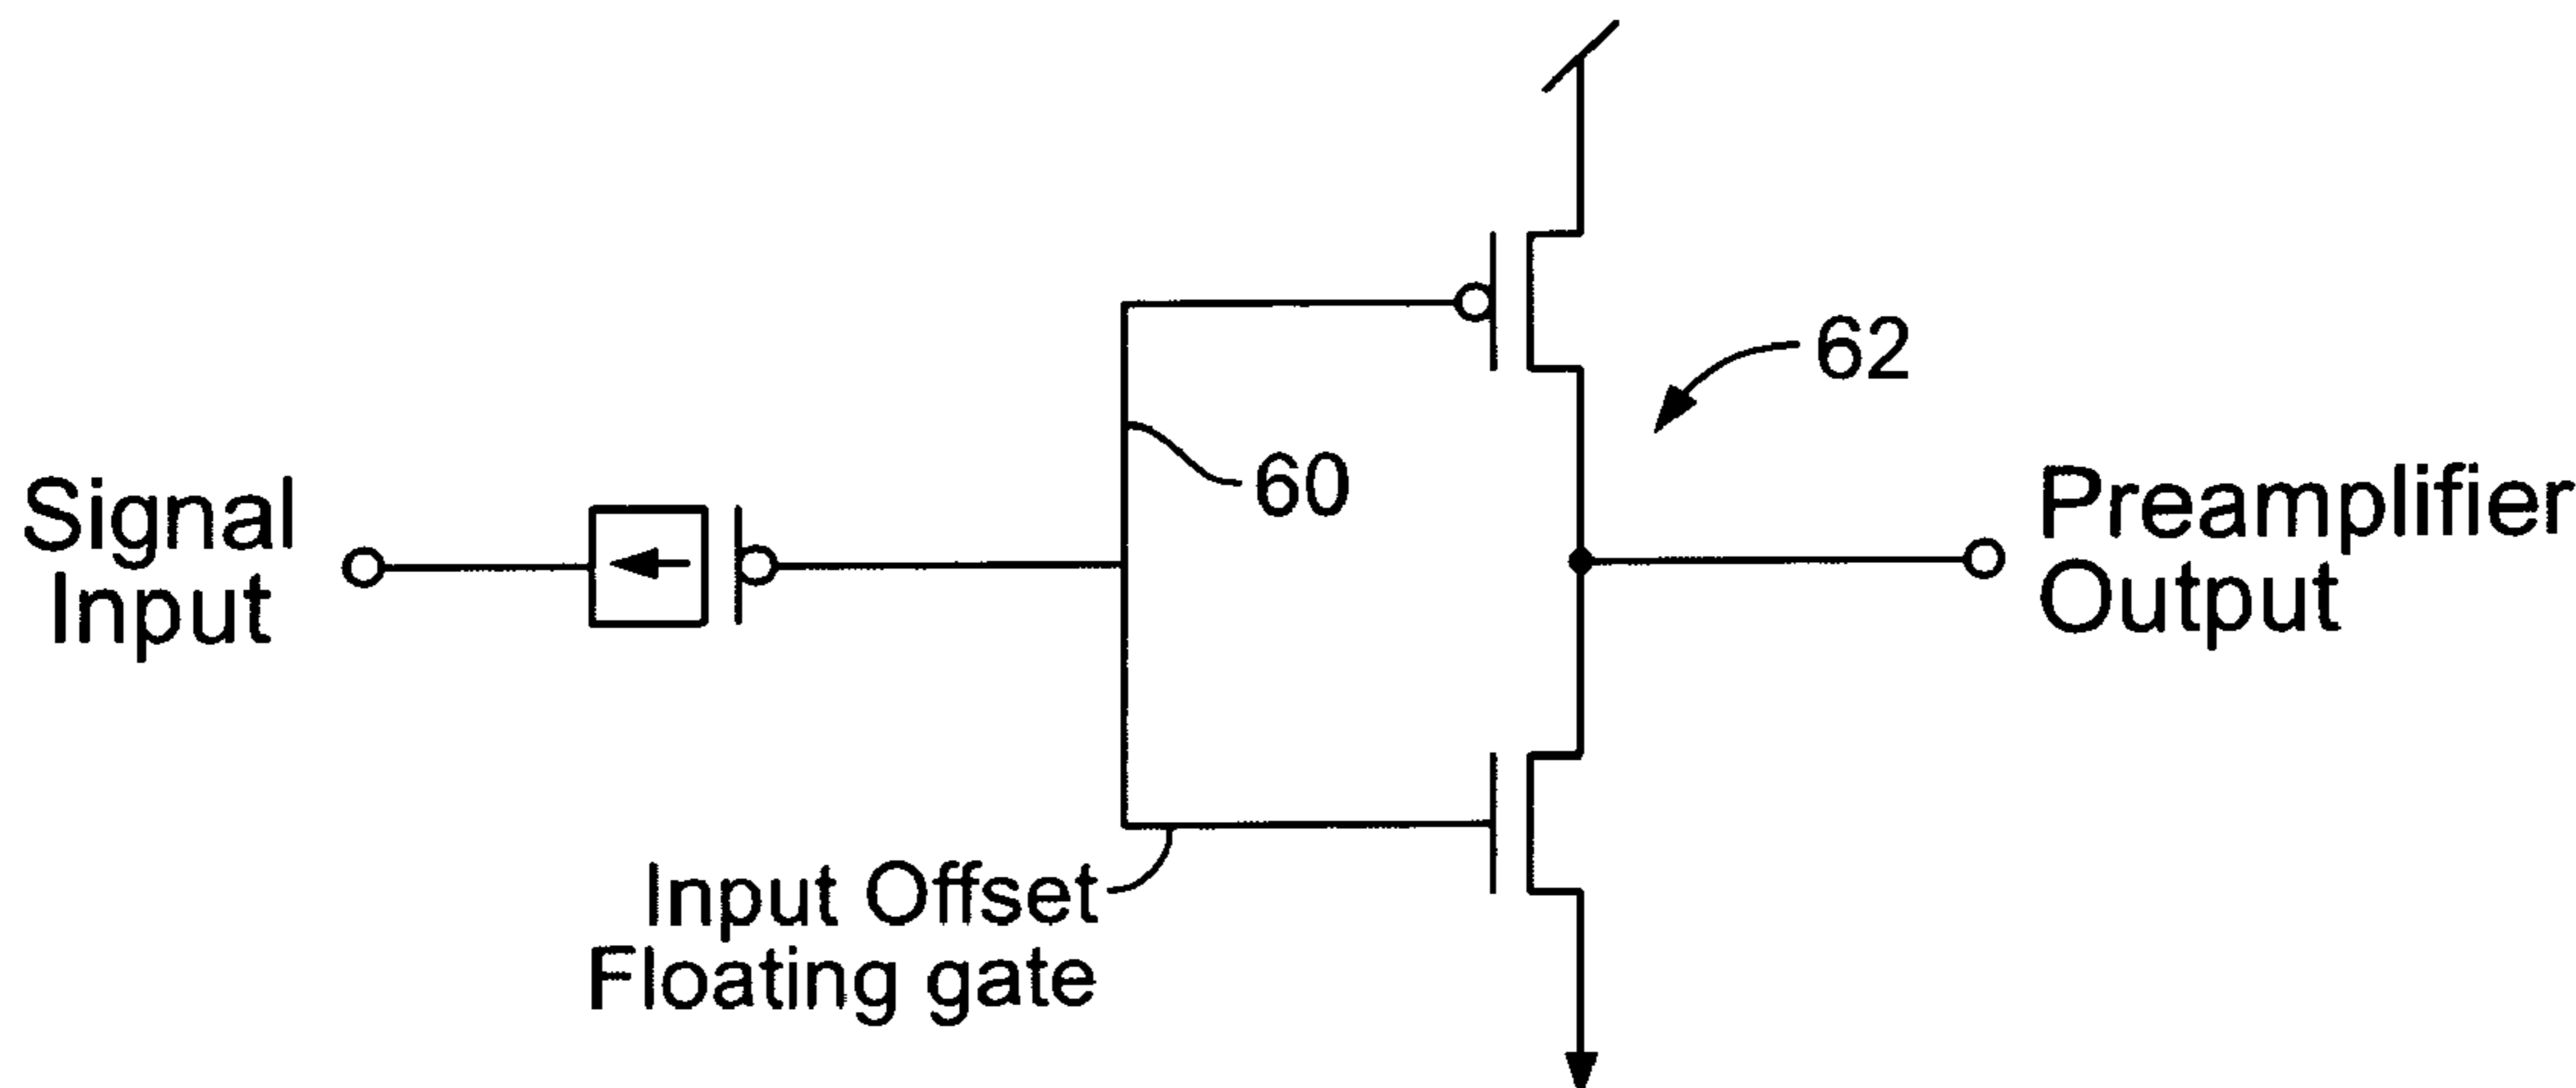 62
60
Signal
Input
Preamplifier
Output
Input Offset
Floating gate